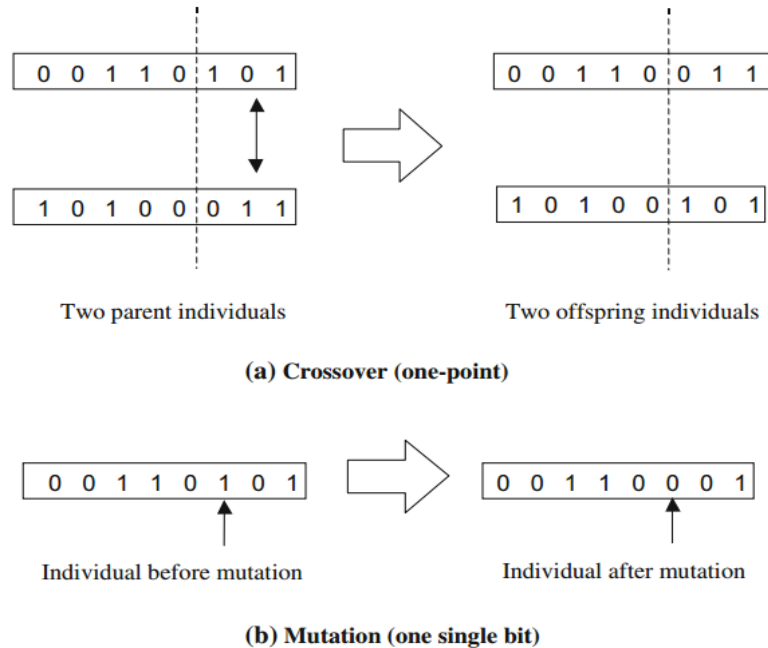 0 0 1 1 0 1 0 1 0 0 1 1 0 0 1 1
1 0 1 0 0 0 1 1 1 0 1 0 0 1 0 1
Two parent individuals Two offspring individuals
(a) Crossover (one-point)
0 0 1 1 0 1 0 1 0 0 1 1 0 0 0 1
Individual before mutation Individual after mutation
(b) Mutation (one single bit)